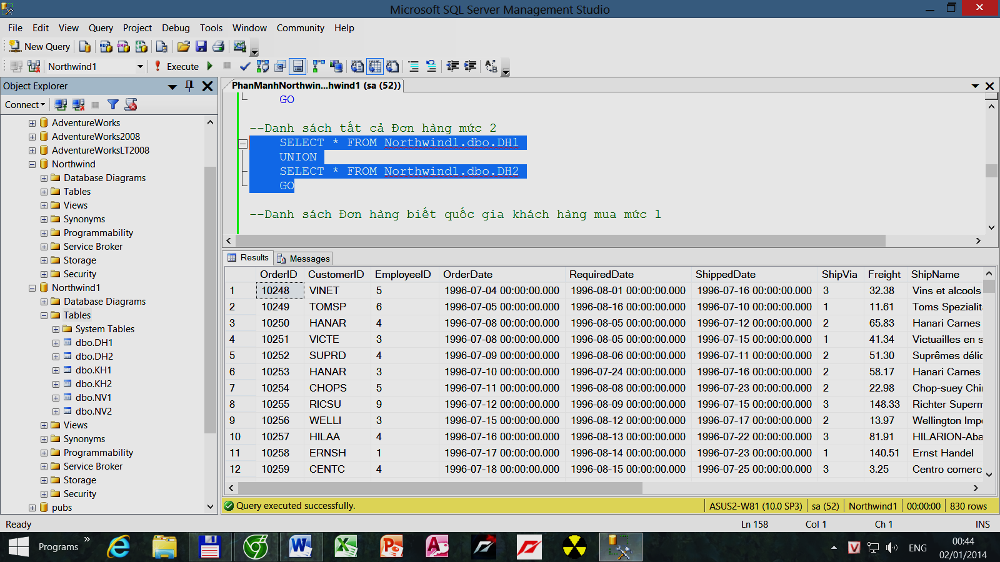 Microsoft SQL Server Management Studio
File Edit View Query Project Debug Tools Window Community Help
New Query
Northwind1 Execute
Object Explorer
Connect
AdventureWorks
AdventureWorks2008
AdventureWorksLT2008
Northwind
Database Diagrams
Tables
Views
Synonyms
Programmability
Service Broker
Storage
Security
Northwind1
Database Diagrams
Tables
System Tables
dbo.DH1
dbo.DH2
dbo.KH1
dbo.KH2
dbo.NV1
dbo.NV2
Views
Synonyms
Programmability
Service Broker
Storage
Security
pubs
PhanManhNorthwin...hwind1 (sa (52))
GO
--Danh sách tất cả Đơn hàng mức 2
SELECT * FROM Northwind1.dbo.DH1
UNION
SELECT * FROM Northwind1.dbo.DH2
GO
--Danh sách Đơn hàng biết quốc gia khách hàng mua mức 1
Results Messages
OrderID CustomerID EmployeeID OrderDate RequiredDate ShippedDate ShipVia Freight ShipName
1 10248 VINET 5 1996-07-04 00:00:00.000 1996-08-01 00:00:00.000 1996-07-16 00:00:00.000 3 32.38 Vins et alcools
2 10249 TOMSP 6 1996-07-05 00:00:00.000 1996-08-16 00:00:00.000 1996-07-10 00:00:00.000 1 11.61 Toms Spezialit
3 10250 HANAR 4 1996-07-08 00:00:00.000 1996-08-05 00:00:00.000 1996-07-12 00:00:00.000 2 65.83 Hanari Carnes
4 10251 VICTE 3 1996-07-08 00:00:00.000 1996-08-05 00:00:00.000 1996-07-15 00:00:00.000 1 41.34 Victuailles en s
5 10252 SUPRD 4 1996-07-09 00:00:00.000 1996-08-06 00:00:00.000 1996-07-11 00:00:00.000 2 51.30 Suprêmes délic
6 10253 HANAR 3 1996-07-10 00:00:00.000 1996-07-24 00:00:00.000 1996-07-16 00:00:00.000 2 58.17 Hanari Carnes
7 10254 CHOPS 5 1996-07-11 00:00:00.000 1996-08-08 00:00:00.000 1996-07-23 00:00:00.000 2 22.98 Chop-suey Chi
8 10255 RICSU 9 1996-07-12 00:00:00.000 1996-08-09 00:00:00.000 1996-07-15 00:00:00.000 3 148.33 Richter Superm
9 10256 WELLI 3 1996-07-15 00:00:00.000 1996-08-12 00:00:00.000 1996-07-17 00:00:00.000 2 13.97 Wellington Imp
10 10257 HILAA 4 1996-07-16 00:00:00.000 1996-08-13 00:00:00.000 1996-07-22 00:00:00.000 3 81.91 HILARION-Aba
11 10258 ERNSH 1 1996-07-17 00:00:00.000 1996-08-14 00:00:00.000 1996-07-23 00:00:00.000 1 140.51 Ernst Handel
12 10259 CENTC 4 1996-07-18 00:00:00.000 1996-08-15 00:00:00.000 1996-07-25 00:00:00.000 3 3.25 Centro comerc
Query executed successfully. ASUS2-W81 (10.0 SP3) sa (52) Northwind1 00:00:00 830 rows
Ready Ln 158 Col 1 Ch 1 INS
Programs ENG 00:44
02/01/2014